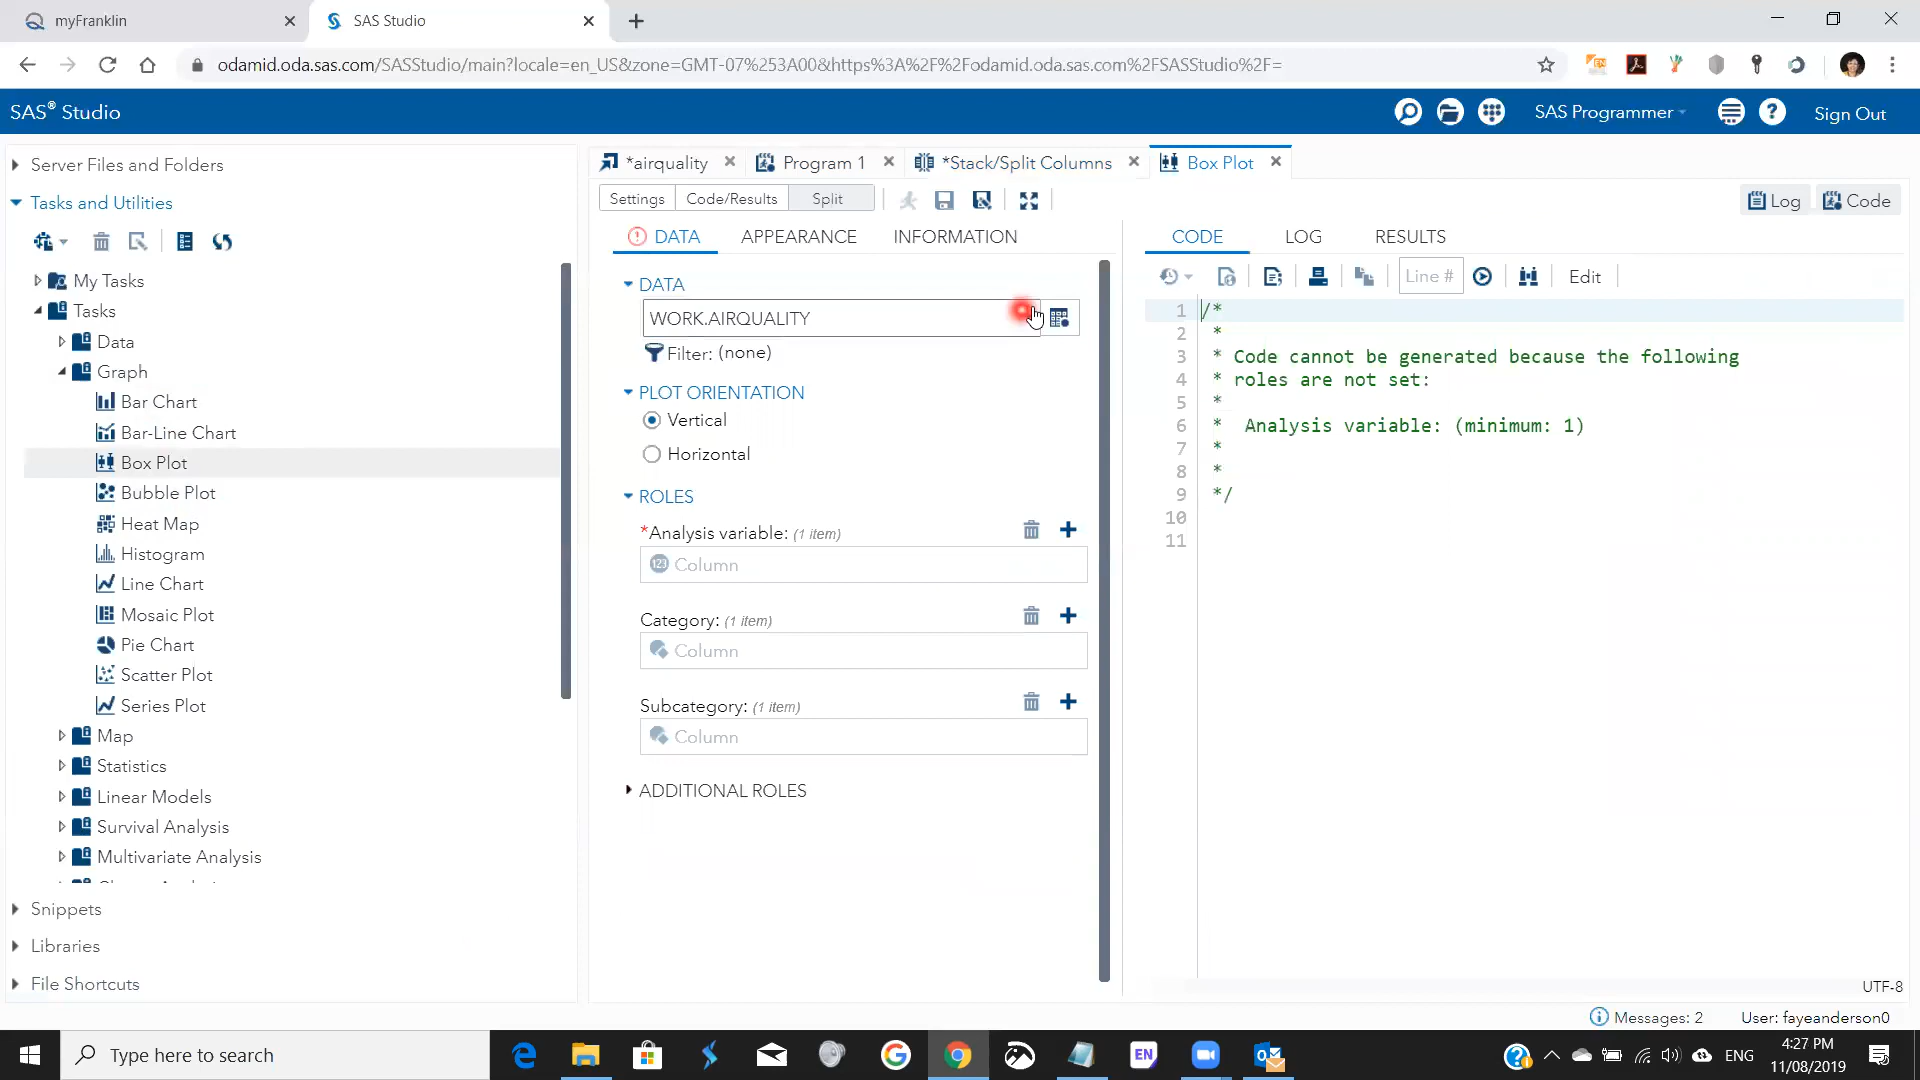 myFranklin
SAS Studio
odamid.oda.sas.com/SASStudio/main?locale=en_US&zone=GMT-07%253A00&https%3A%2F%2Fodamid.oda.sas.com%2FSASStudio%2F=
SAS® Studio
SAS Programmer
Sign Out
Server Files and Folders
Tasks and Utilities
My Tasks
Tasks
Data
Graph
Bar Chart
Bar-Line Chart
Box Plot
Bubble Plot
Heat Map
Histogram
Line Chart
Mosaic Plot
Pie Chart
Scatter Plot
Series Plot
Map
Statistics
Linear Models
Survival Analysis
Multivariate Analysis
Snippets
Libraries
File Shortcuts
*airquality
Program 1
*Stack/Split Columns
Box Plot
Settings
Code/Results
Split
Log
Code
DATA
APPEARANCE
INFORMATION
DATA
WORK.AIRQUALITY
Filter: (none)
PLOT ORIENTATION
Vertical
Horizontal
ROLES
*Analysis variable: (1 item)
123 Column
Category: (1 item)
Column
Subcategory: (1 item)
Column
ADDITIONAL ROLES
CODE
LOG
RESULTS
Line #
Edit
1 /*
2 *
3 * Code cannot be generated because the following
4 * roles are not set:
5 *
6 * Analysis variable: (minimum: 1)
7 *
8 *
9 */
10
11
UTF-8
Messages: 2
User: fayeanderson0
Type here to search
EN
ENG
4:27 PM
11/08/2019